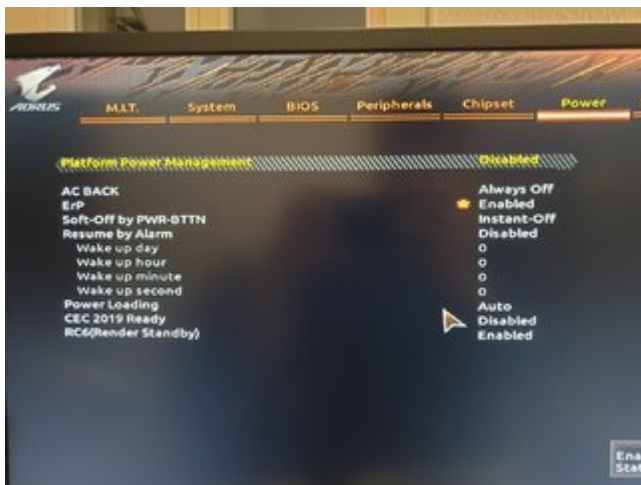 AORUS
M.I.T. System BIOS Peripherals Chipset Power
Platform Power Management Disabled
AC BACK Always Off
ErP Enabled
Soft-Off by PWR-BTTN Instant-Off
Resume by Alarm Disabled
Wake up day 0
Wake up hour 0
Wake up minute 0
Wake up second 0
Power Loading Auto
CEC 2019 Ready Disabled
RC6(Render Standby) Enabled